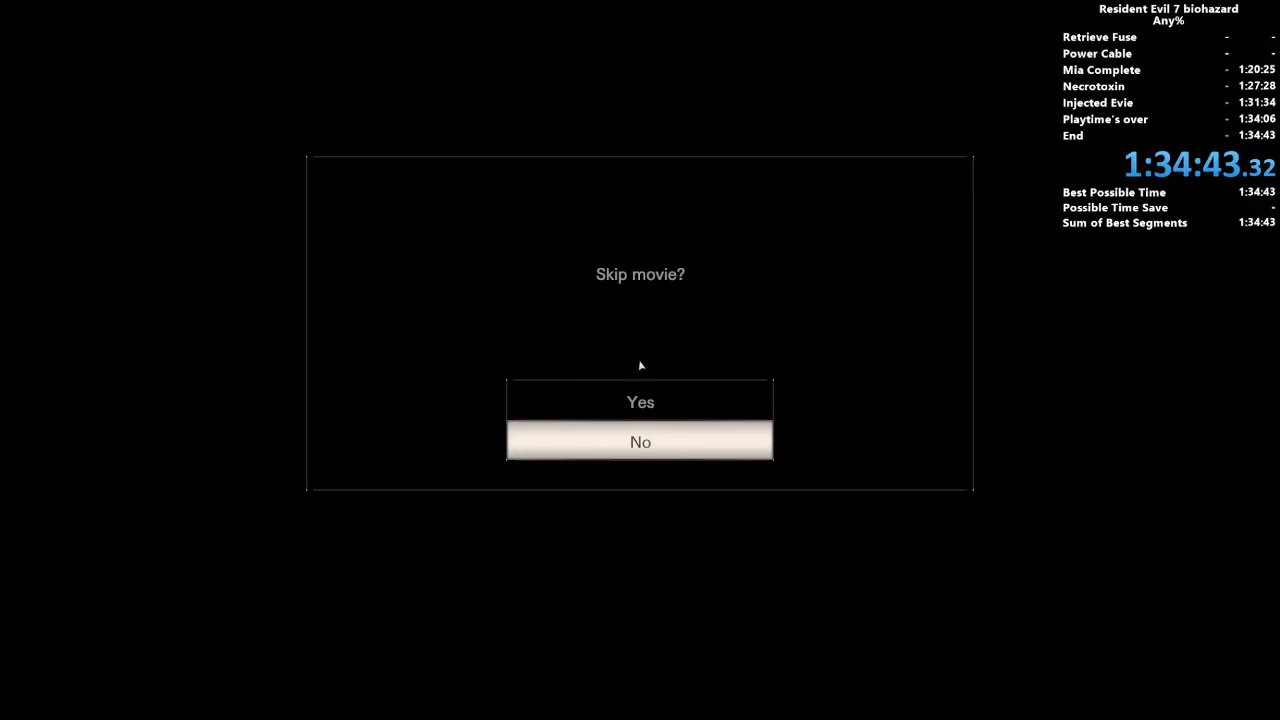 Resident Evil 7 biohazard
Any%
Retrieve Fuse - -
Power Cable - -
Mia Complete - 1:20:25
Necrotoxin - 1:27:28
Injected Evie - 1:31:34
Playtime's over - 1:34:06
End - 1:34:43
1:34:43.32
Best Possible Time 1:34:43
Possible Time Save -
Sum of Best Segments 1:34:43
Skip movie?
Yes
No